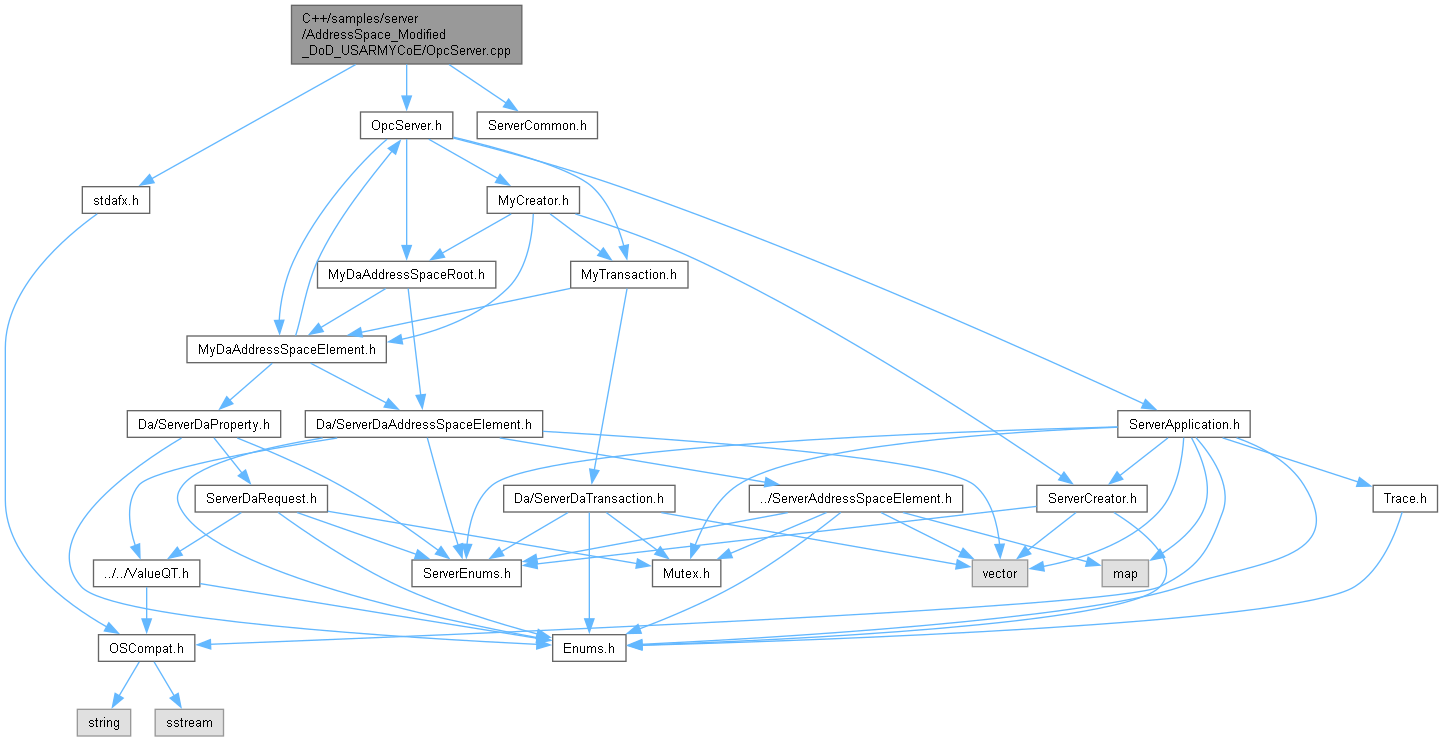 C++/samples/server
/AddressSpace_Modified
_DoD_USARMYCoE/OpcServer.cpp
OpcServer.h
ServerCommon.h
stdafx.h
MyCreator.h
MyDaAddressSpaceRoot.h
MyTransaction.h
MyDaAddressSpaceElement.h
Da/ServerDaProperty.h
Da/ServerDaAddressSpaceElement.h
ServerApplication.h
ServerDaRequest.h
Da/ServerDaTransaction.h
../ServerAddressSpaceElement.h
ServerCreator.h
Trace.h
../../ValueQT.h
ServerEnums.h
Mutex.h
vector
map
OSCompat.h
Enums.h
string
sstream